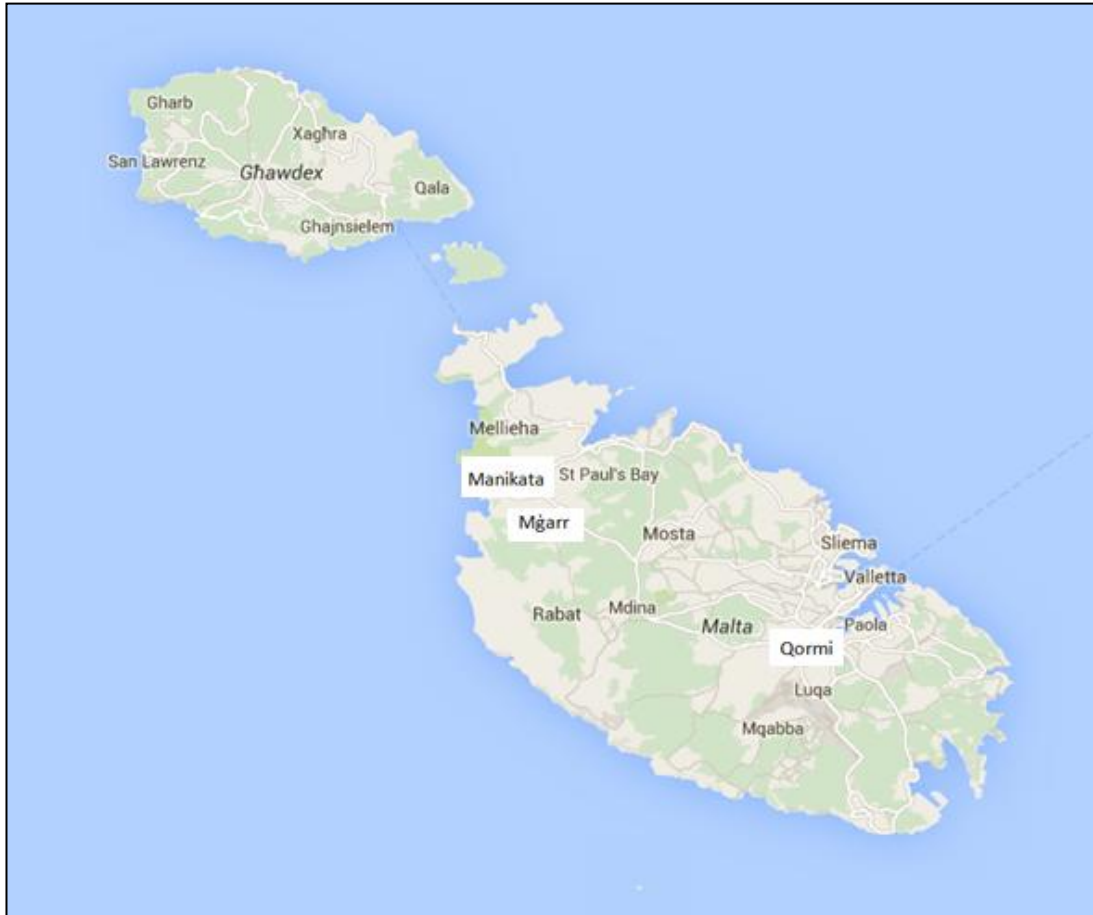 Gharb
Xagħra
San Lawrenz
Għawdex
Qala
Ghajnsielem
Mellieha
Manikata
St Paul's Bay
Mġarr
Mosta
Sliema
Valletta
Mdina
Rabat
Malta
Paola
Qormi
Luqa
Mqabba